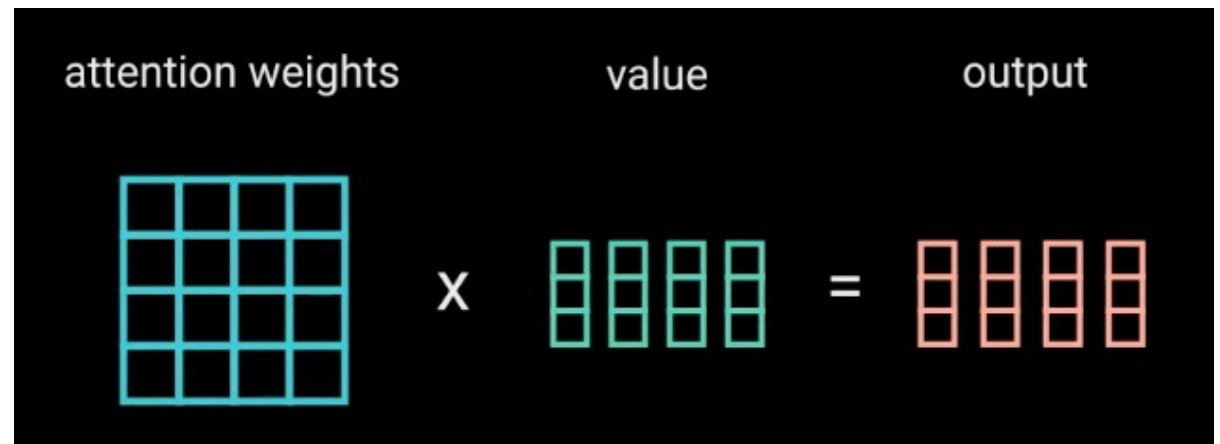 attention weights value output
x =